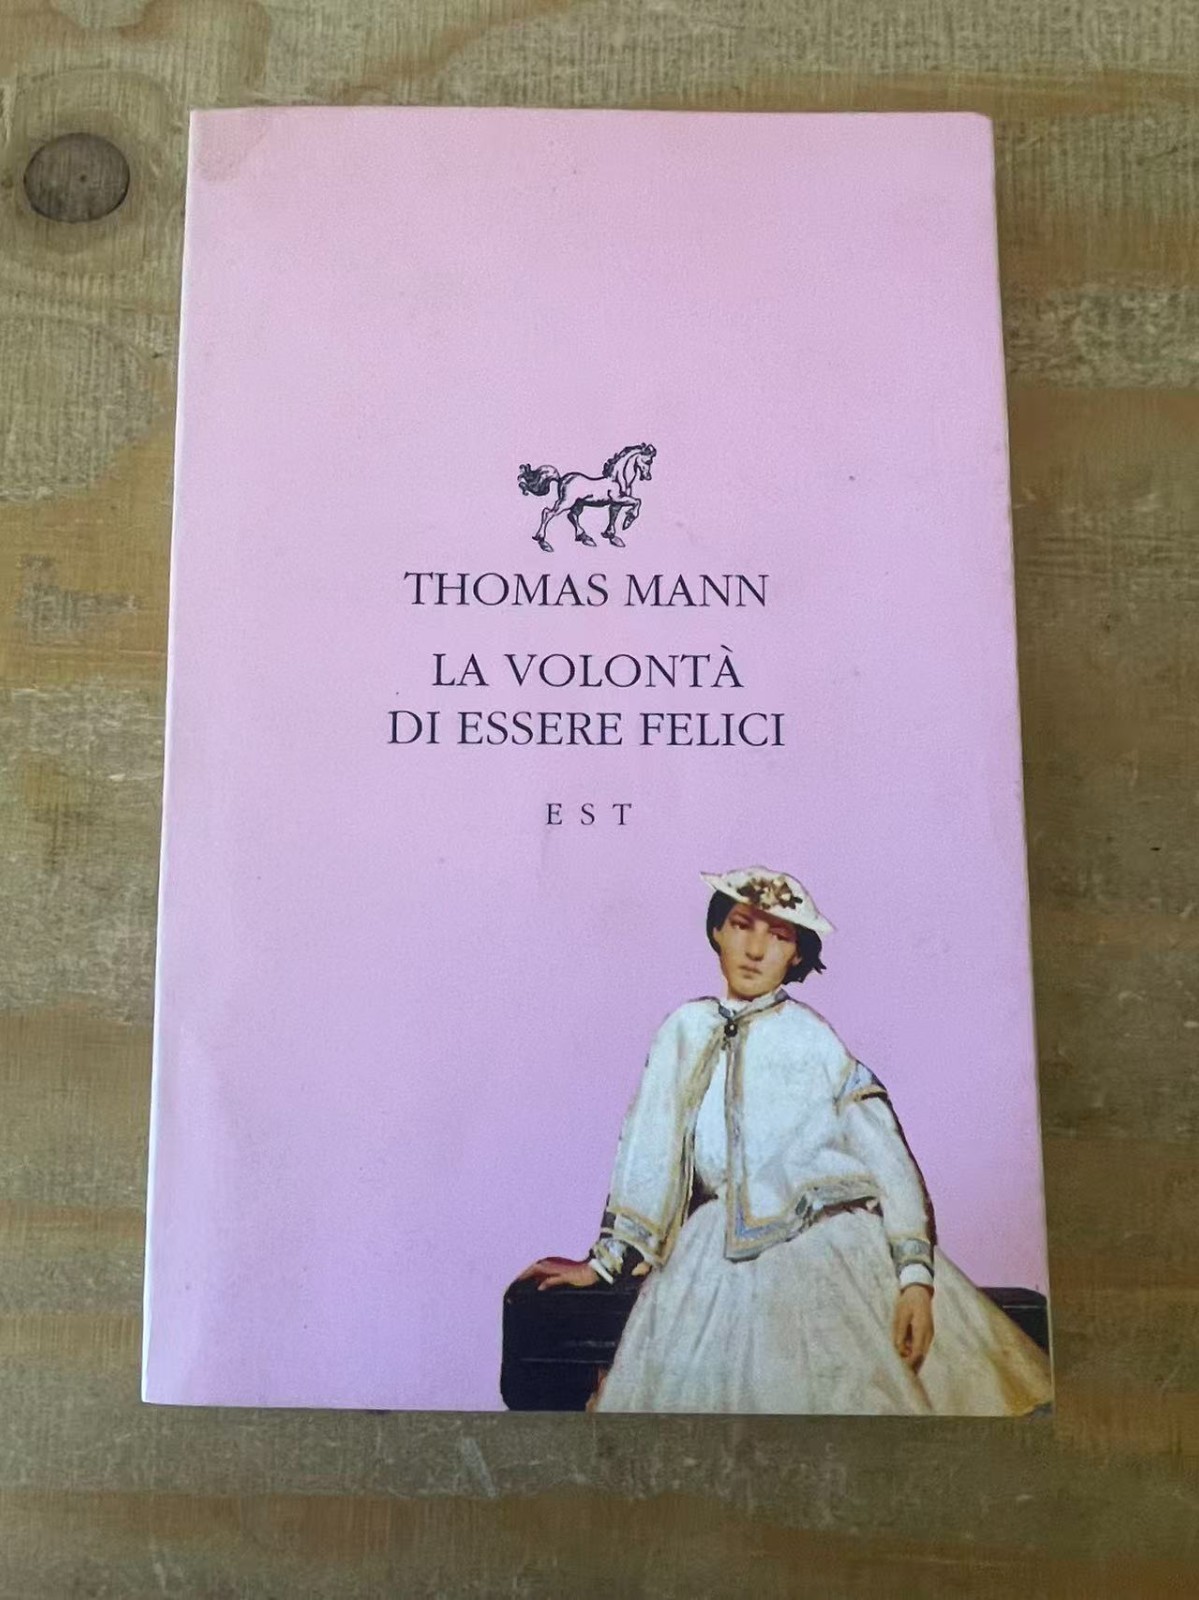 THOMAS MANN
LA VOLONTÀ
DI ESSERE FELICI
EST